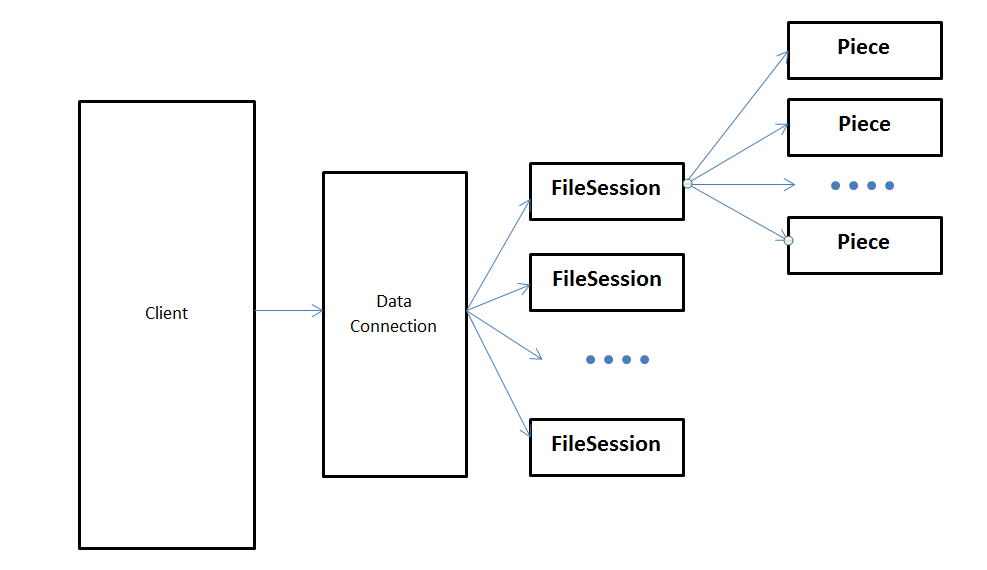 Client
Data
Connection
FileSession
FileSession
FileSession
Piece
Piece
Piece